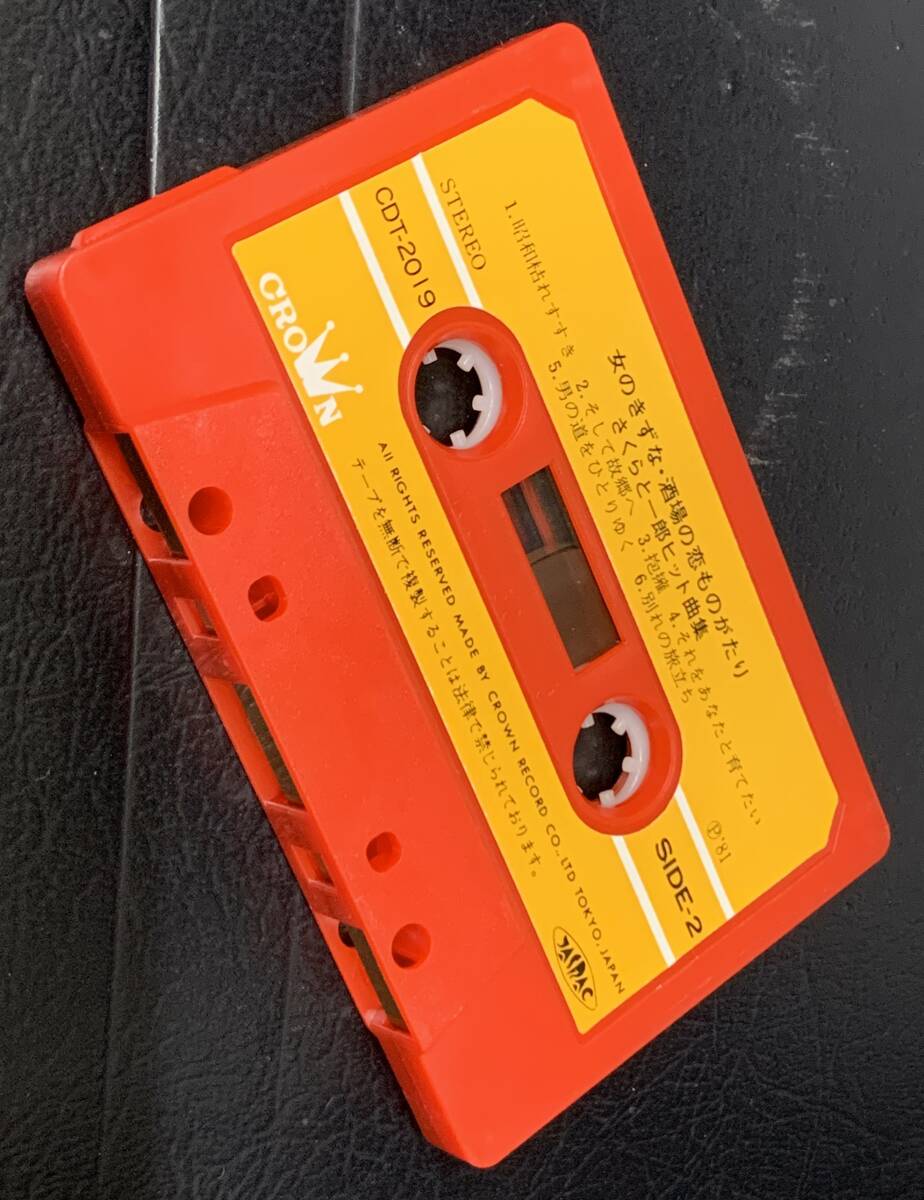 女のきずな・酒場の恋ものがたり
さくらと一郎ヒット曲集
1.昭和枯れすすき 2.そして故郷へ 3.抱擁 4.それをあなたと育てたい
5.男の道をひとりゆく 6.別れの旅立ち
STEREO
Ⓟ'81
CDT-2019
SIDE-2
CROWN
All RIGHTS RESERVED MADE BY CROWN RECORD CO.,LTD TOKYO.JAPAN
テープを無断で複製することは法律で禁じられております。
JASRAC